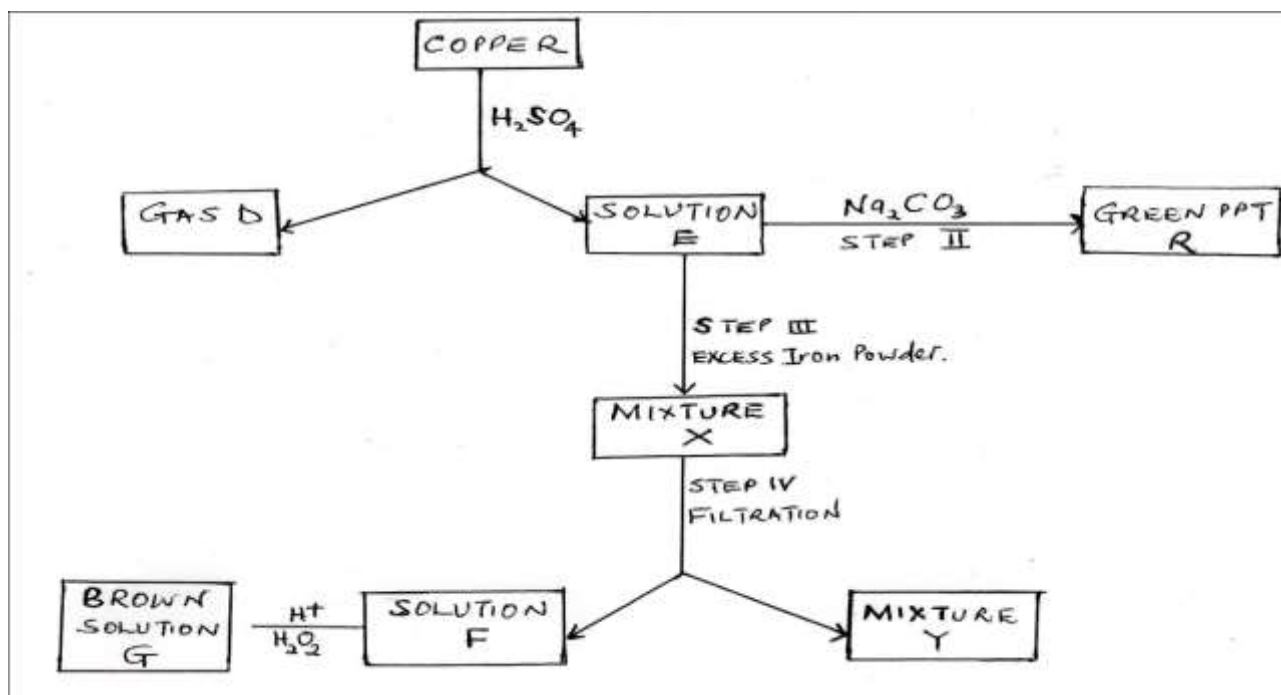 COPPER
H₂SO₄
GAS D
SOLUTION
E
Na₂CO₃
STEP II
GREEN PPT
R
STEP III
EXCESS Iron Powder.
MIXTURE
X
STEP IV
FILTRATION
BROWN
SOLUTION
G
H+
H₂O₂
SOLUTION
F
MIXTURE
Y